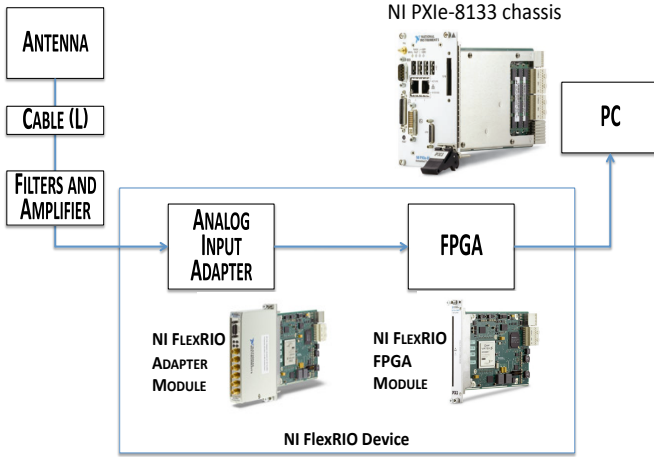 NI PXIe-8133 chassis
ANTENNA
CABLE (L)
PC
FILTERS AND
AMPLIFIER
ANALOG
INPUT
ADAPTER
FPGA
NI FLEXRIO
ADAPTER
MODULE
NI FLEXRIO
FPGA
MODULE
NI FlexRIO Device